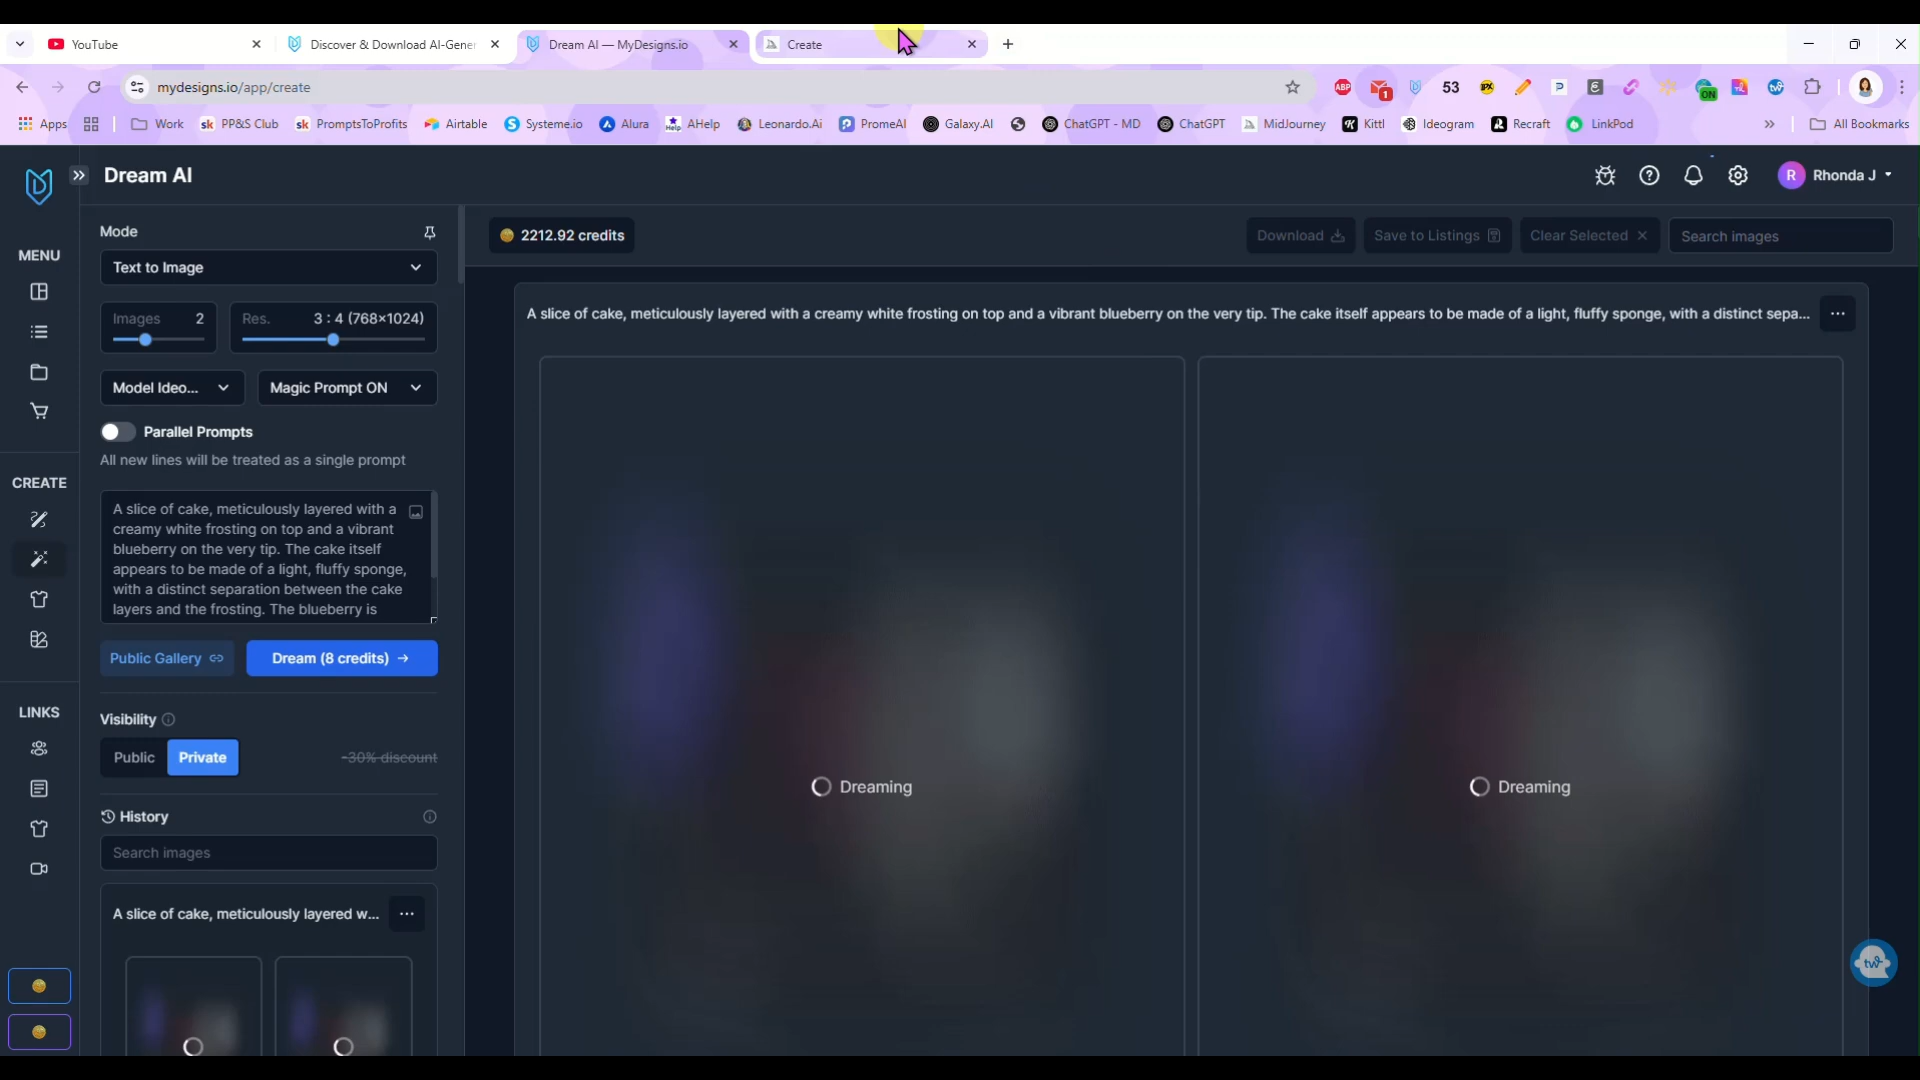 YouTube
Discover & Download AI-Gener
Dream AI — MyDesigns.io
Create
mydesigns.io/app/create
ABP
1
53
IPX
ON
Apps
Work
sk PP&S Club
sk PromptsToProfits
Airtable
Systeme.io
Alura
Help AHelp
Leonardo.Ai
PromeAI
Galaxy.AI
ChatGPT - MD
ChatGPT
MidJourney
Kittl
Ideogram
Recraft
LinkPod
All Bookmarks
Dream AI
R Rhonda J
MENU
CREATE
LINKS
Mode
Text to Image
Images 2
Res. 3 : 4 (768×1024)
Model Ideo...
Magic Prompt ON
Parallel Prompts
All new lines will be treated as a single prompt
A slice of cake, meticulously layered with a
creamy white frosting on top and a vibrant
blueberry on the very tip. The cake itself
appears to be made of a light, fluffy sponge,
with a distinct separation between the cake
layers and the frosting. The blueberry is
Public Gallery
Dream (8 credits) →
Visibility
Public
Private
-30% discount
History
Search images
A slice of cake, meticulously layered w...
2212.92 credits
Download
Save to Listings
Clear Selected
Search images
A slice of cake, meticulously layered with a creamy white frosting on top and a vibrant blueberry on the very tip. The cake itself appears to be made of a light, fluffy sponge, with a distinct sepa...
Dreaming
Dreaming
tw